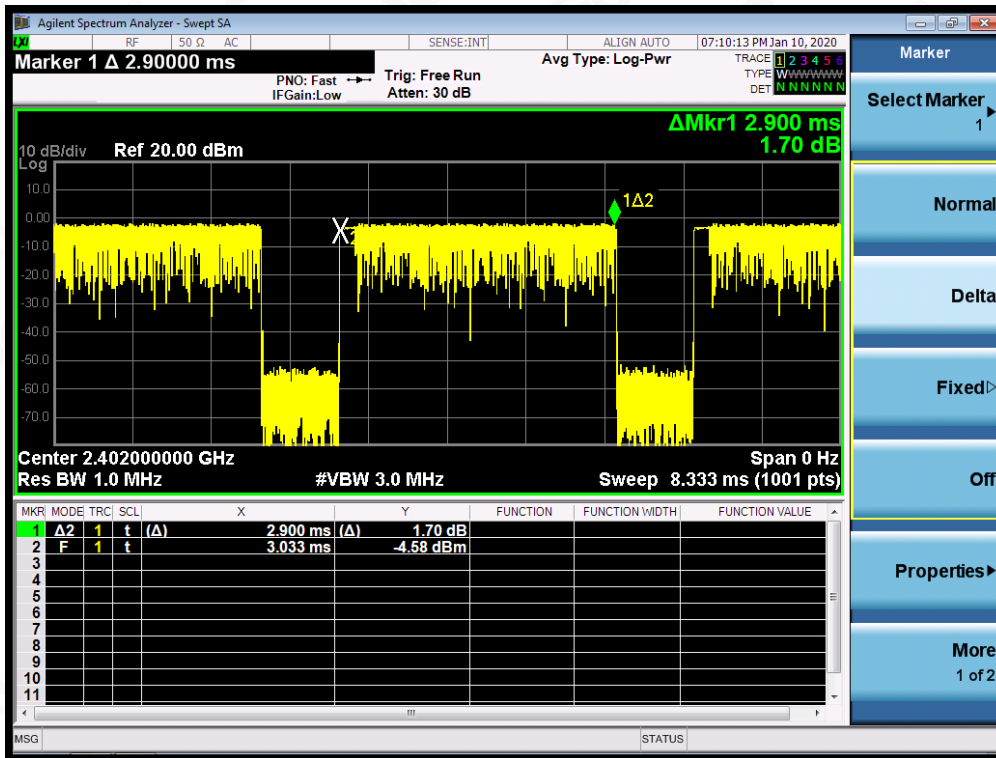 Agilent Spectrum Analyzer - Swept SA
LXI RF 50 Ω AC SENSE:INT ALIGN AUTO 07:10:13 PM Jan 10, 2020
Marker 1 Δ 2.90000 ms
PNO: Fast
IFGain:Low
Trig: Free Run
Atten: 30 dB
Avg Type: Log-Pwr
TRACE 1 2 3 4 5 6
TYPE WWWWWWW
DET N N N N N N
ΔMkr1 2.900 ms
1.70 dB
10 dB/div Ref 20.00 dBm
Log
10.0
0.00
-10.0
-20.0
-30.0
-40.0
-50.0
-60.0
-70.0
1Δ2
2
Center 2.402000000 GHz Span 0 Hz
Res BW 1.0 MHz #VBW 3.0 MHz Sweep 8.333 ms (1001 pts)
MKR MODE TRC SCL X Y FUNCTION FUNCTION WIDTH FUNCTION VALUE
1 Δ2 1 t (Δ) 2.900 ms (Δ) 1.70 dB
2 F 1 t 3.033 ms -4.58 dBm
3
4
5
6
7
8
9
10
11
MSG STATUS
Marker
Select Marker
1
Normal
Delta
Fixed
Off
Properties
More
1 of 2